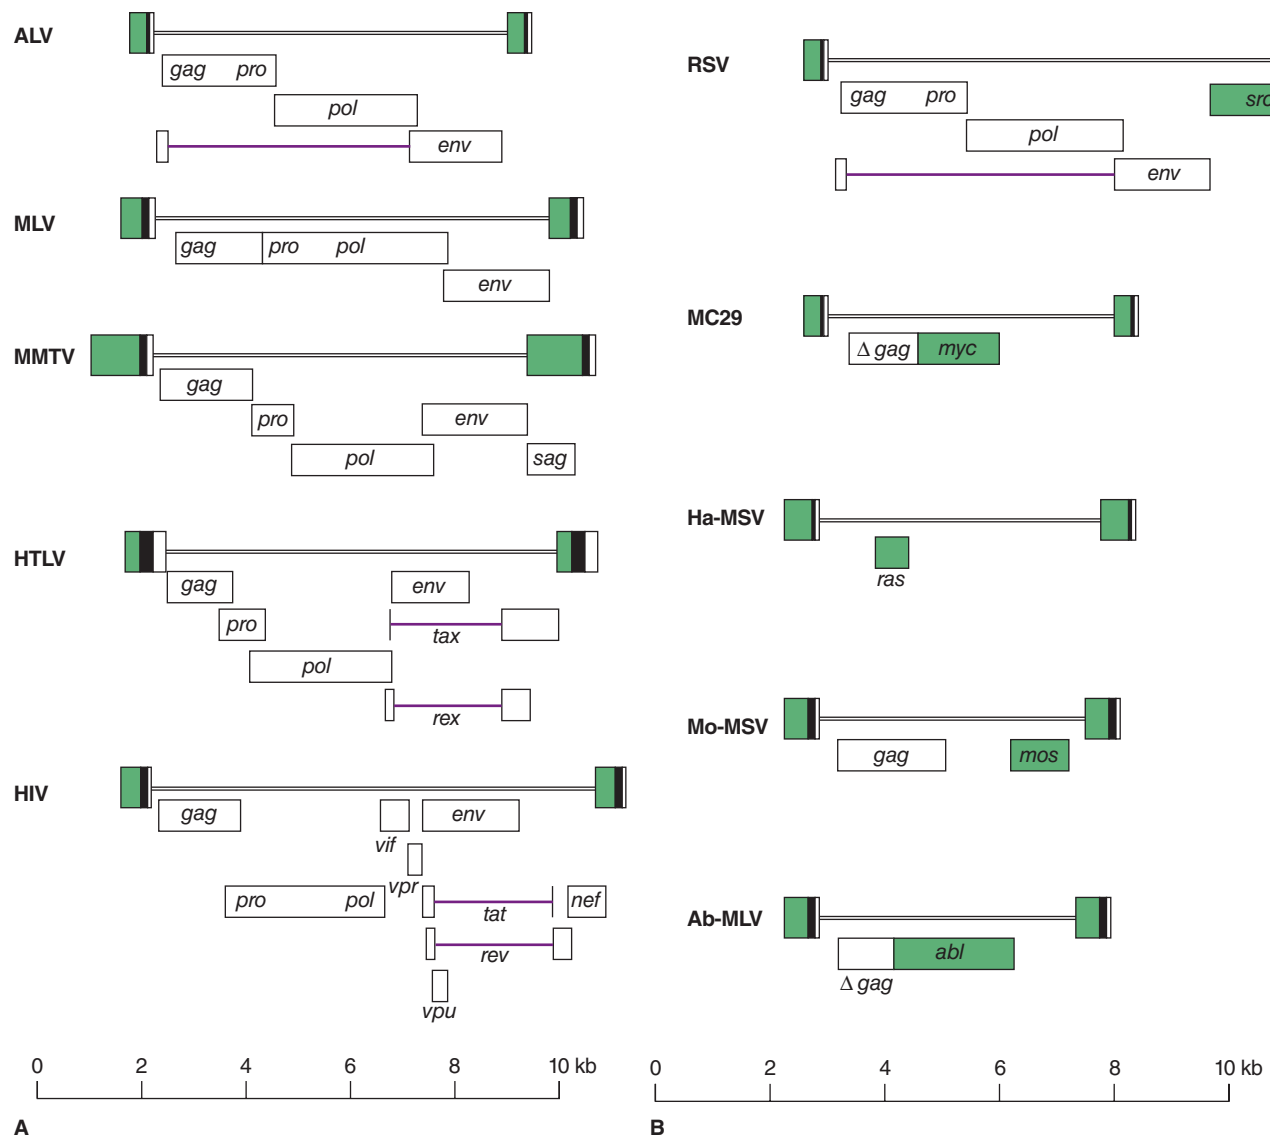 ALV
gag pro
pol
env
MLV
gag pro pol
env
MMTV
gag
pro env
pol sag
HTLV
gag env
pro tax
pol
rex
HIV
gag env
vif
vpr
pro pol tat nef
rev
vpu
0 2 4 6 8 10 kb
A
RSV
gag pro src
pol
env
MC29
Δ gag myc
Ha-MSV
ras
Mo-MSV
gag mos
Ab-MLV
abl
Δ gag
0 2 4 6 8 10 kb
B